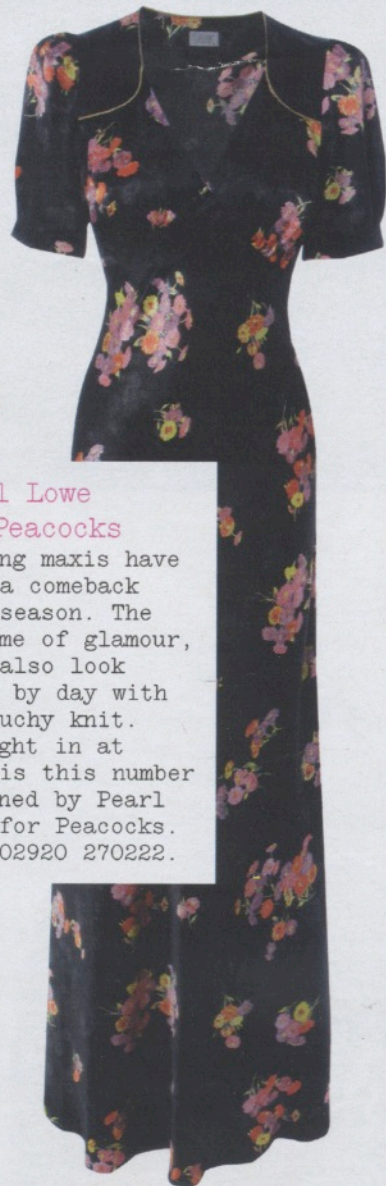 l Lowe
Peacocks
ng maxis have
a comeback
season. The
me of glamour,
also look
by day with
uchy knit.
ght in at
is this number
ned by Pearl
for Peacocks.
02920 270222.